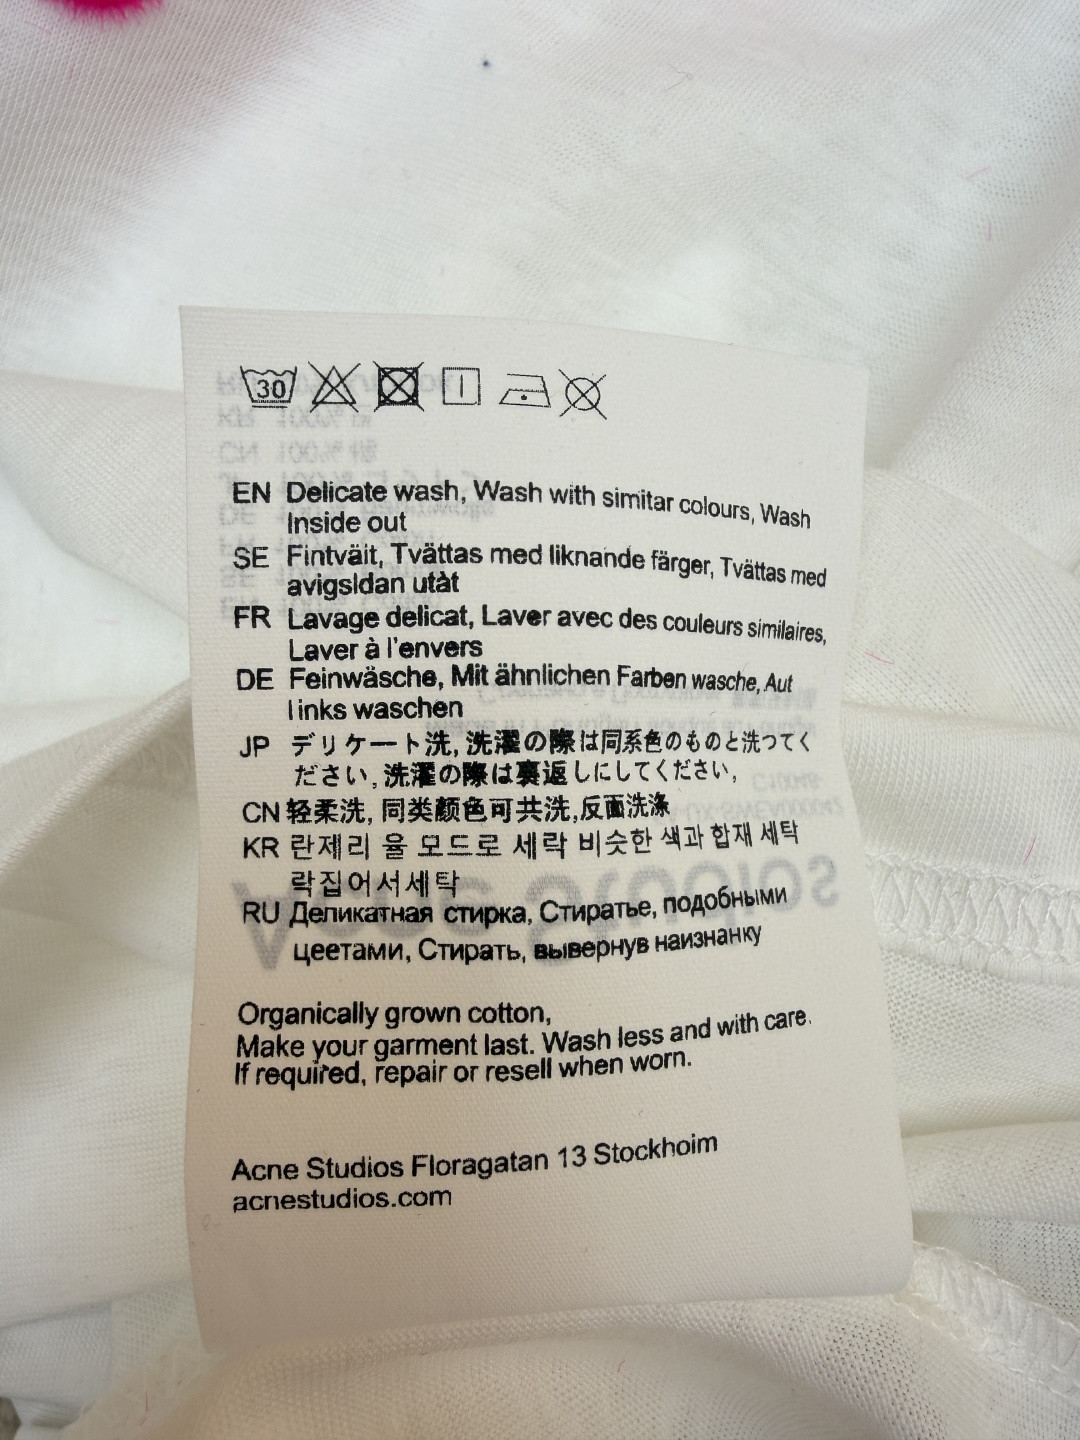 30
EN Delicate wash, Wash with simitar colours, Wash
Inside out
SE Fintväit, Tvättas med liknande färger, Tvättas med
avigsldan utàt
FR Lavage delicat, Laver avec des couleurs similaires,
Laver à l'envers
DE Feinwäsche, Mit ähnlichen Farben wasche, Aut
links waschen
JP デリケート洗, 洗濯の際は同系色のものと洗つてく
ださい, 洗濯の際は裏返しにしてください,
CN 轻柔洗, 同类颜色可共洗,反面洗涤
KR 란제리 율 모드로 세락 비슷한 색과 합재 세탁
락집어서세탁
RU Деликатная стирка, Стиратье, подобными
цеетами, Стирать, вывернув наизнанку
Organically grown cotton,
Make your garment last. Wash less and with care.
If required, repair or resell when worn.
Acne Studios Floragatan 13 Stockhoim
acnestudios.com